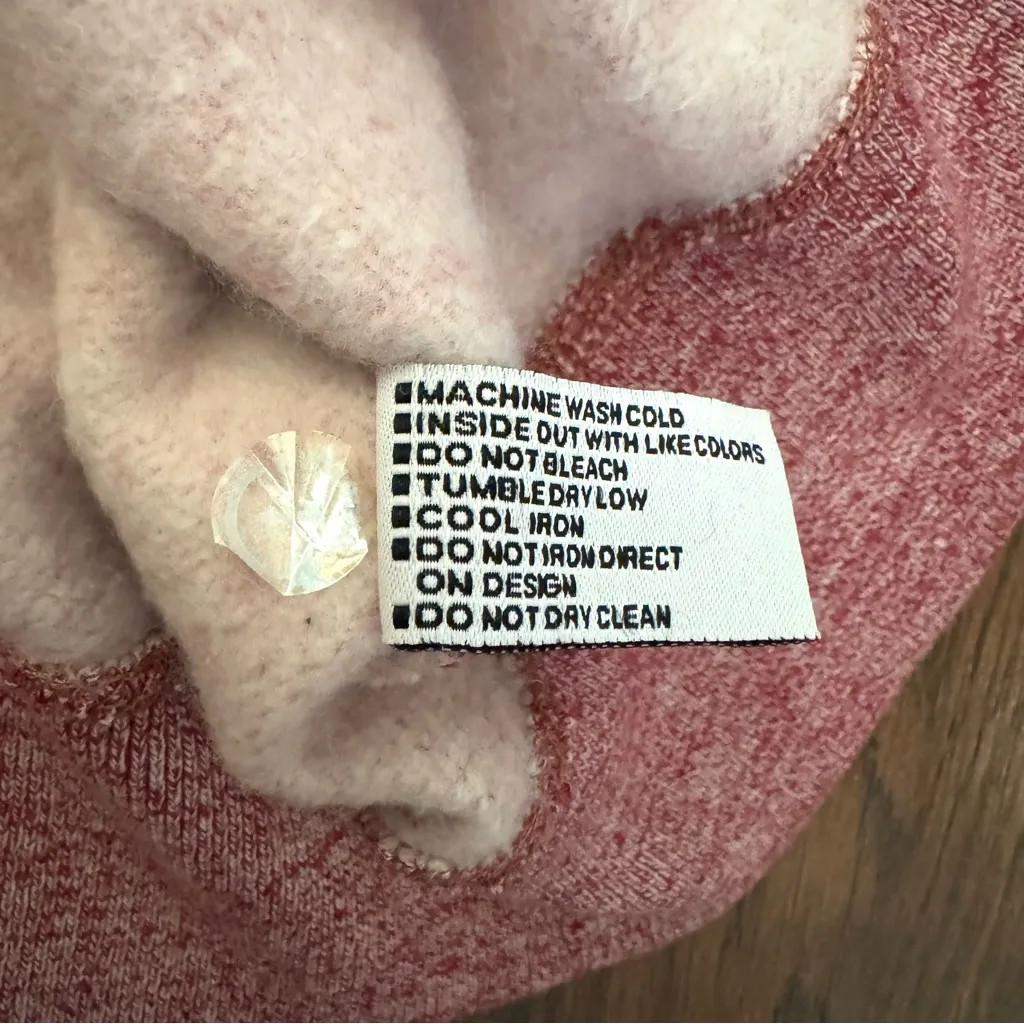 ■MACHINE WASH COLD
■INSIDE OUT WITH LIKE COLORS
■DO NOT BLEACH
■TUMBLE DRY LOW
■COOL IRON
■DO NOT IRON DIRECT
ON DESIGN
■DO NOT DRY CLEAN